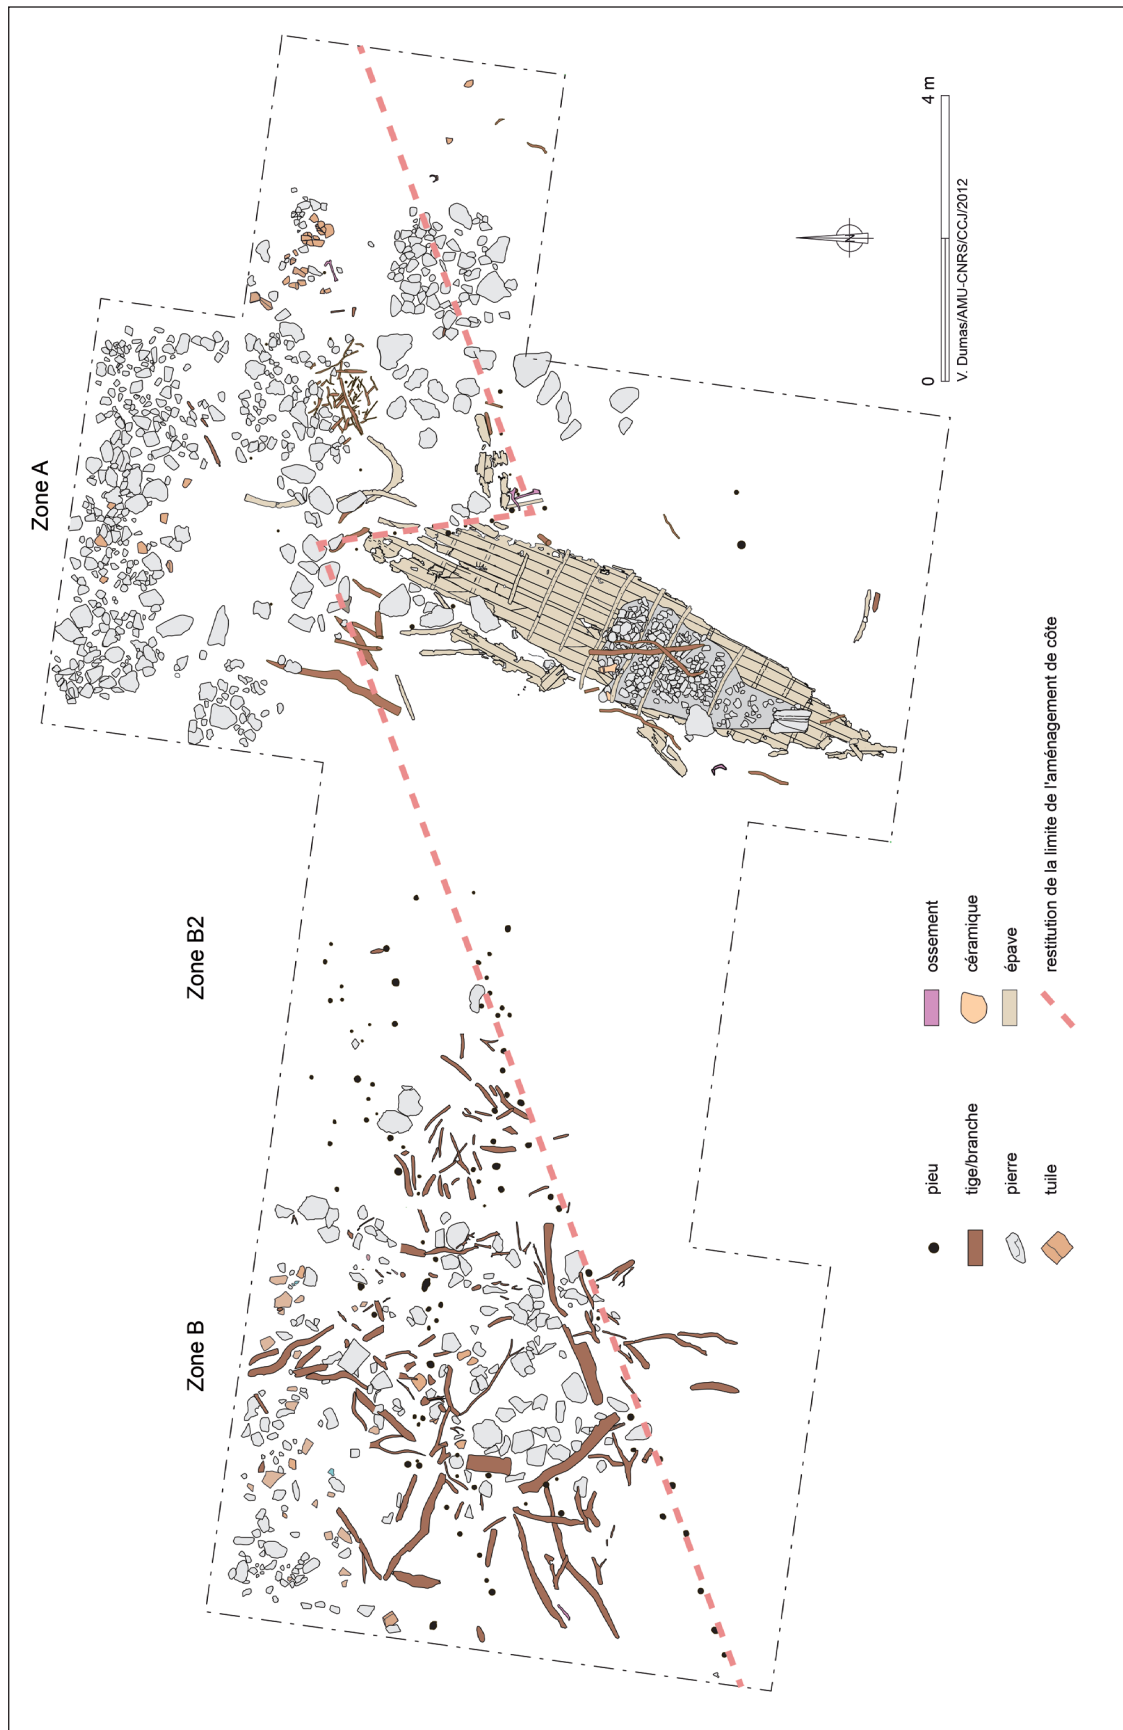 Zone A
Zone B2
Zone B
N
0
4 m
V. Dumas/AMU-CNRS/CCJ/2012
pieu
tige/branche
pierre
tuile
ossement
céramique
épave
restitution de la limite de l'aménagement de côte